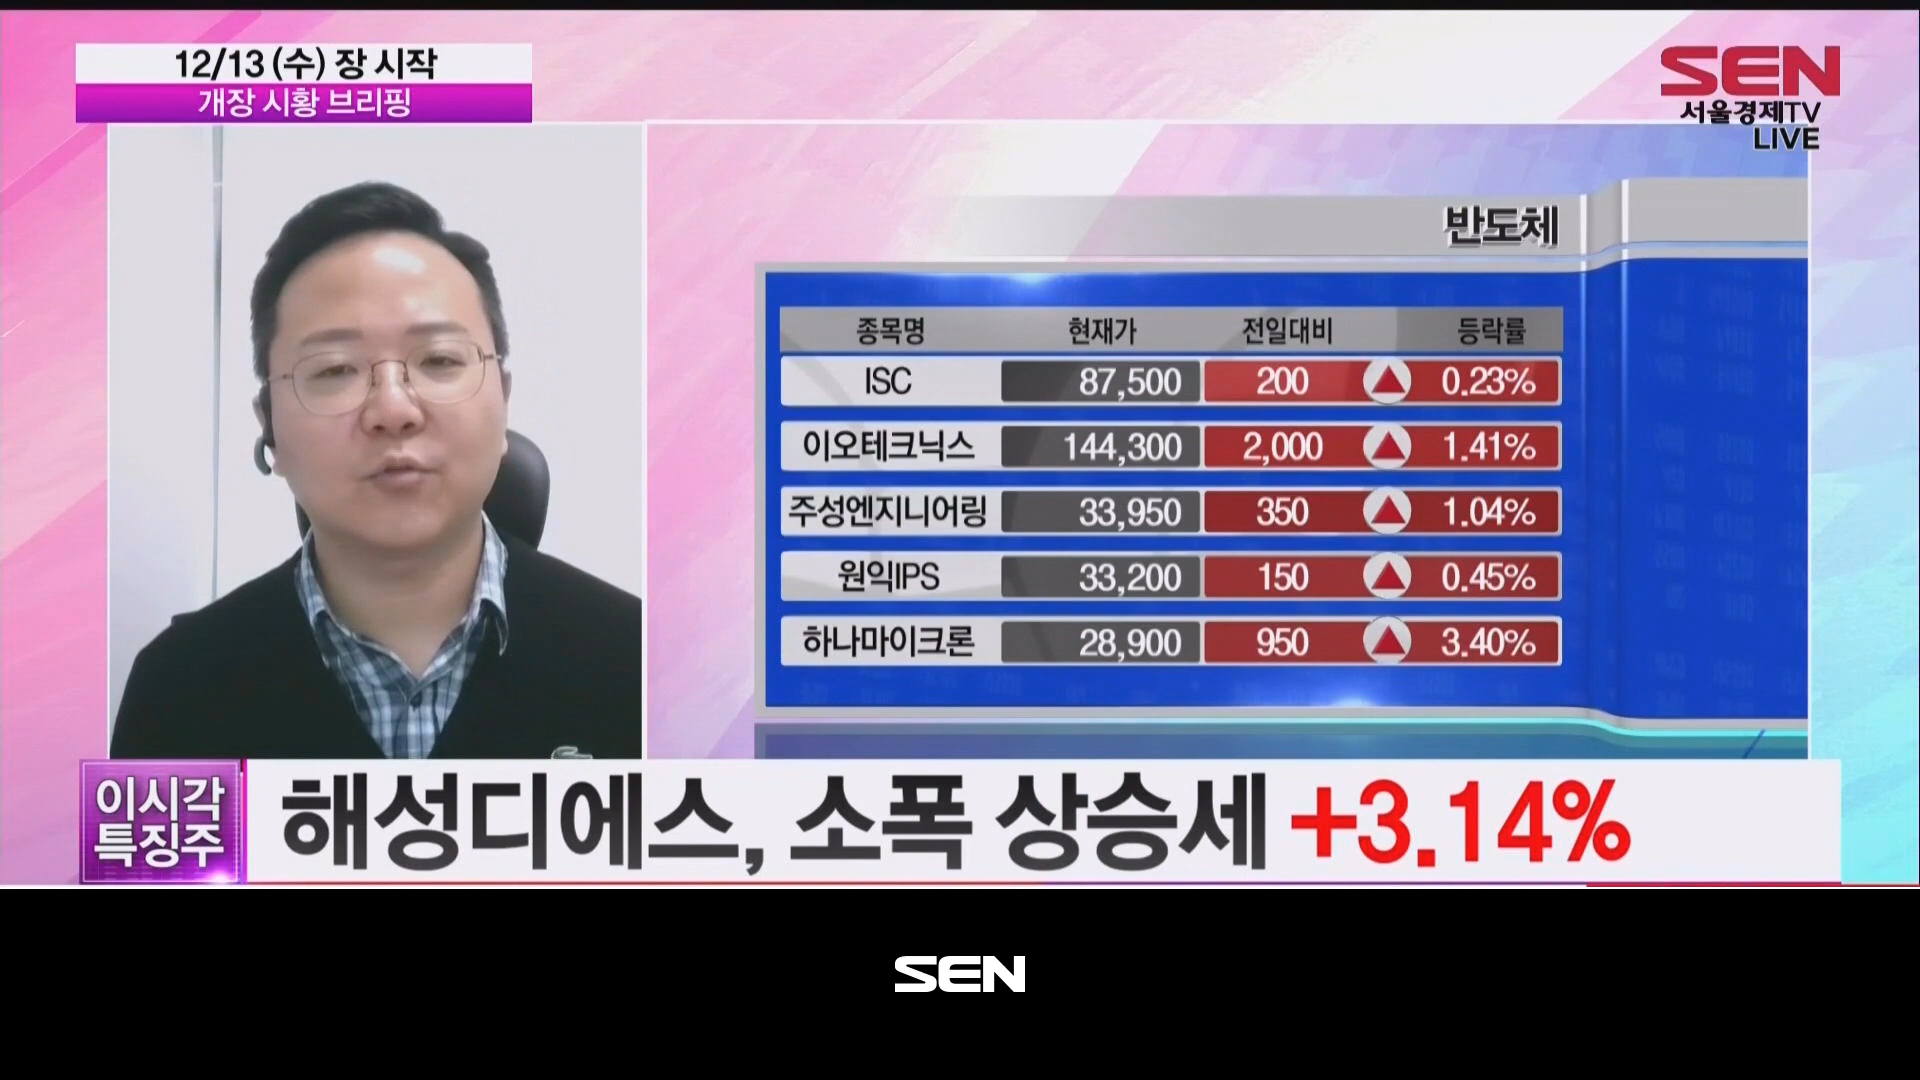 12/13 (수) 장 시작
개장 시황 브리핑
SEN
서울경제TV
LIVE
반도체
종목명 현재가 전일대비 등락률
ISC 87,500 200 ▲ 0.23%
이오테크닉스 144,300 2,000 ▲ 1.41%
주성엔지니어링 33,950 350 ▲ 1.04%
원익IPS 33,200 150 ▲ 0.45%
하나마이크론 28,900 950 ▲ 3.40%
이시각
특징주
해성디에스, 소폭 상승세 +3.14%
SEN